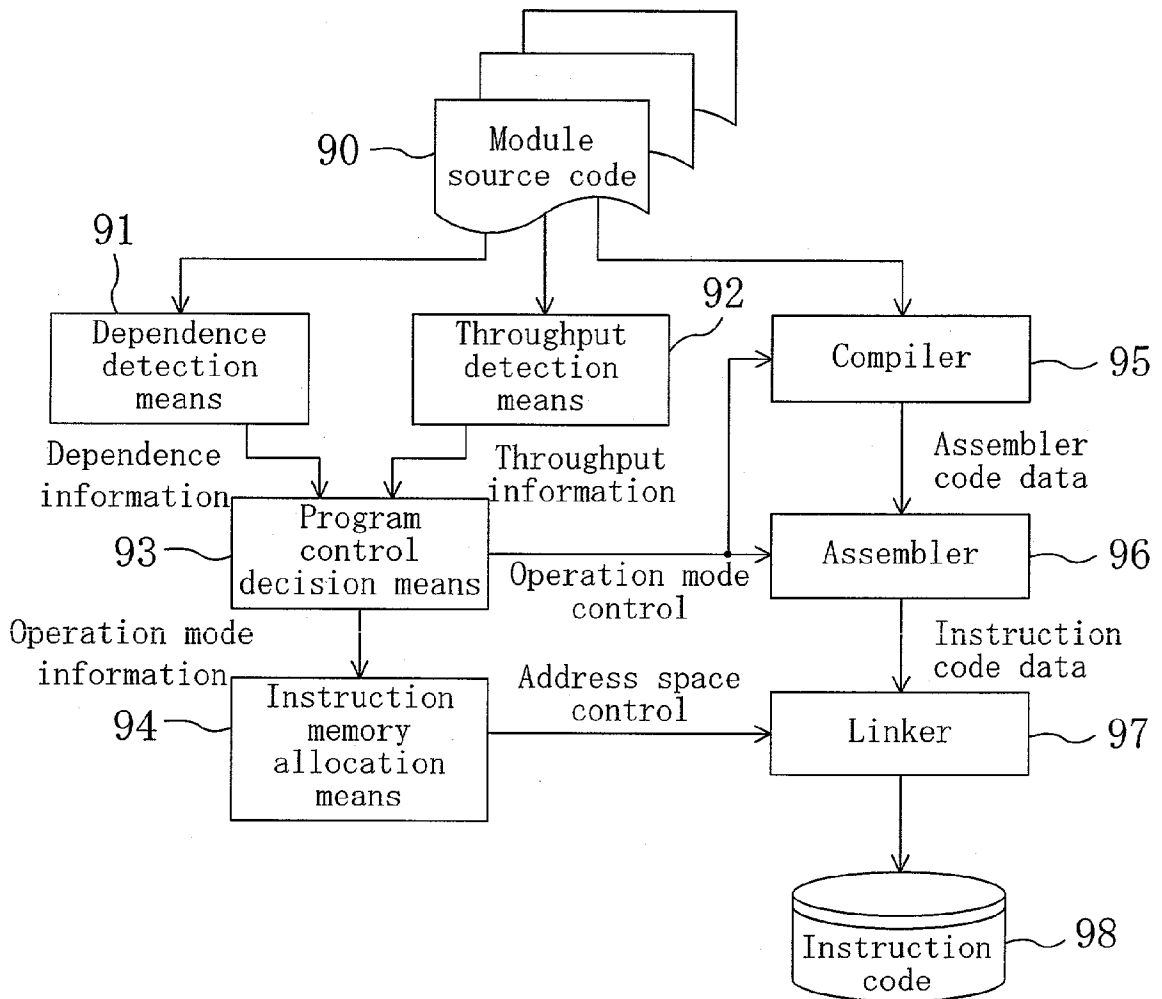 90
Module
source code
91
92
Dependence
detection
means
Throughput
detection
means
Compiler
95
Dependence
information
Throughput
information
Assembler
code data
93
Program
control
decision means
Operation mode
control
Assembler
96
Operation mode
information
Instruction
code data
94
Instruction
memory
allocation
means
Address space
control
Linker
97
Instruction
code
98